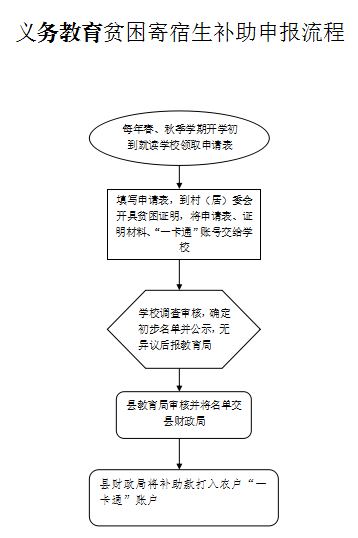 义务教育贫困寄宿生补助申报流程
每年春、秋季学期开学初
到就读学校领取申请表
填写申请表，到村（居）委会
开具贫困证明，将申请表、证
明材料、“一卡通”账号交给学
校
学校调查审核，确定
初步名单并公示，无
异议后报教育局
县教育局审核并将名单交
县财政局
县财政局将补助款打入农户“一
卡通”账户